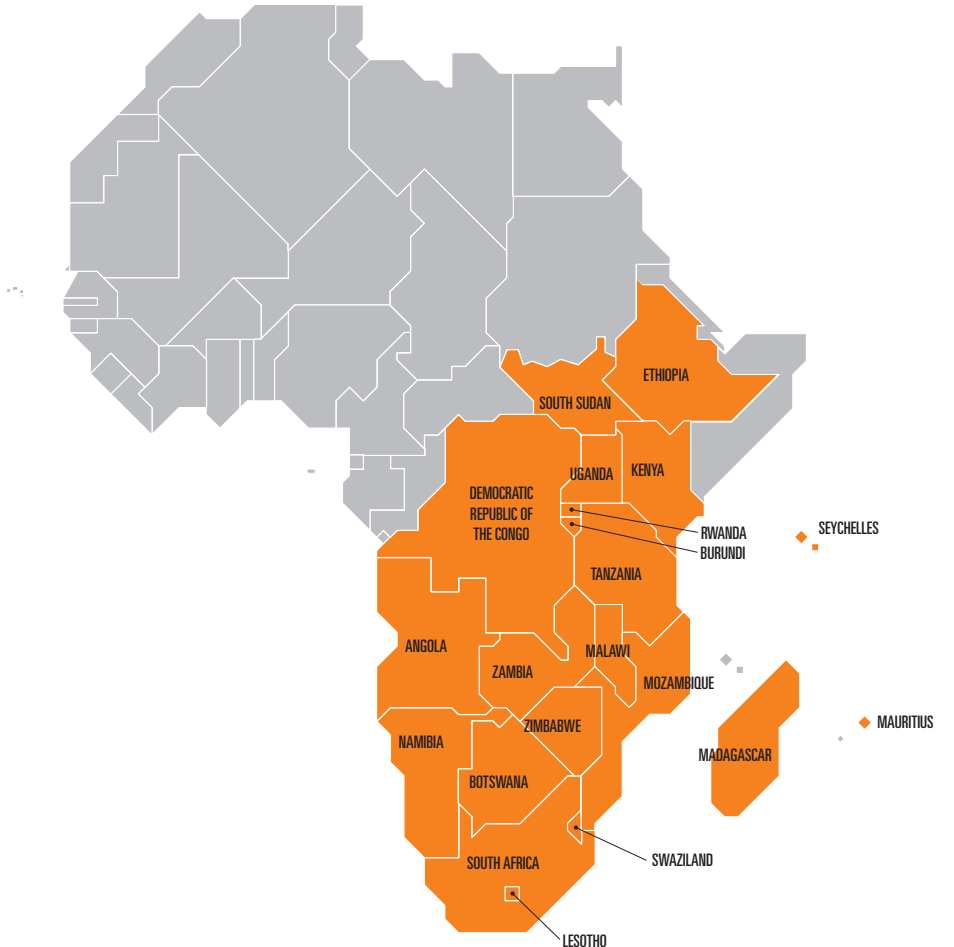 ETHIOPIA
SOUTH SUDAN
UGANDA
KENYA
DEMOCRATIC
REPUBLIC OF
THE CONGO
RWANDA
SEYCHELLES
BURUNDI
TANZANIA
ANGOLA
MALAWI
ZAMBIA
MOZAMBIQUE
MAURITIUS
ZIMBABWE
NAMIBIA
MADAGASCAR
BOTSWANA
SWAZILAND
SOUTH AFRICA
LESOTHO